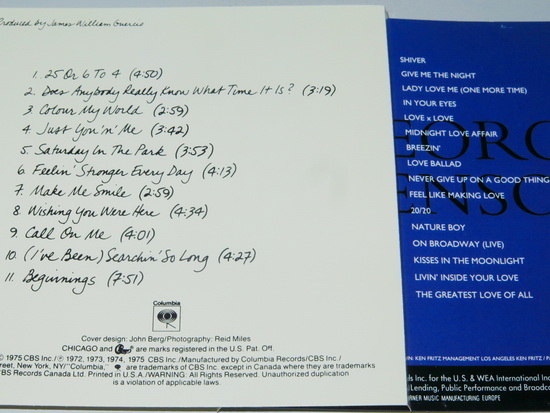 Produced by James William Guercio
1. 25 Or 6 To 4 (4:50)
2. Does Anybody Really Know What Time It Is? (3:19)
3. Colour My World (2:59)
4. Just You 'n' Me (3:42)
5. Saturday In The Park (3:53)
6. Feelin' Stronger Every Day (4:13)
7. Make Me Smile (2:59)
8. Wishing You Were Here (4:34)
9. Call On Me (4:01)
10. (I've Been) Searchin' So Long (4:27)
11. Beginnings (7:51)
Columbia
Cover design: John Berg/Photography: Reid Miles
CHICAGO and are marks registered in the U.S. Pat. Off.
© 1975 CBS Inc./℗ 1972, 1973, 1974, 1975 CBS Inc./Manufactured by Columbia Records/CBS Inc./
Street, New York, NY/"Columbia," are trademarks of CBS Inc. except in Canada where they are trademarks
CBS Records Canada Ltd. Printed in U.S.A./WARNING: All Rights Reserved. Unauthorized duplication
is a violation of applicable laws.
SHIVER
GIVE ME THE NIGHT
LADY LOVE ME (ONE MORE TIME)
IN YOUR EYES
LOVE x LOVE
MIDNIGHT LOVE AFFAIR
BREEZIN'
LOVE BALLAD
NEVER GIVE UP ON A GOOD THING
FEEL LIKE MAKING LOVE
20/20
NATURE BOY
ON BROADWAY (LIVE)
KISSES IN THE MOONLIGHT
LIVIN' INSIDE YOUR LOVE
THE GREATEST LOVE OF ALL
EORG
ENSO
KEN FRITZ MANAGEMENT LOS ANGELES KEN FRITZ
Inc. for the U.S. & WEA International Inc
Lending, Public Performance and Broadca
RNER MUSIC MANUFACTURING EUROPE